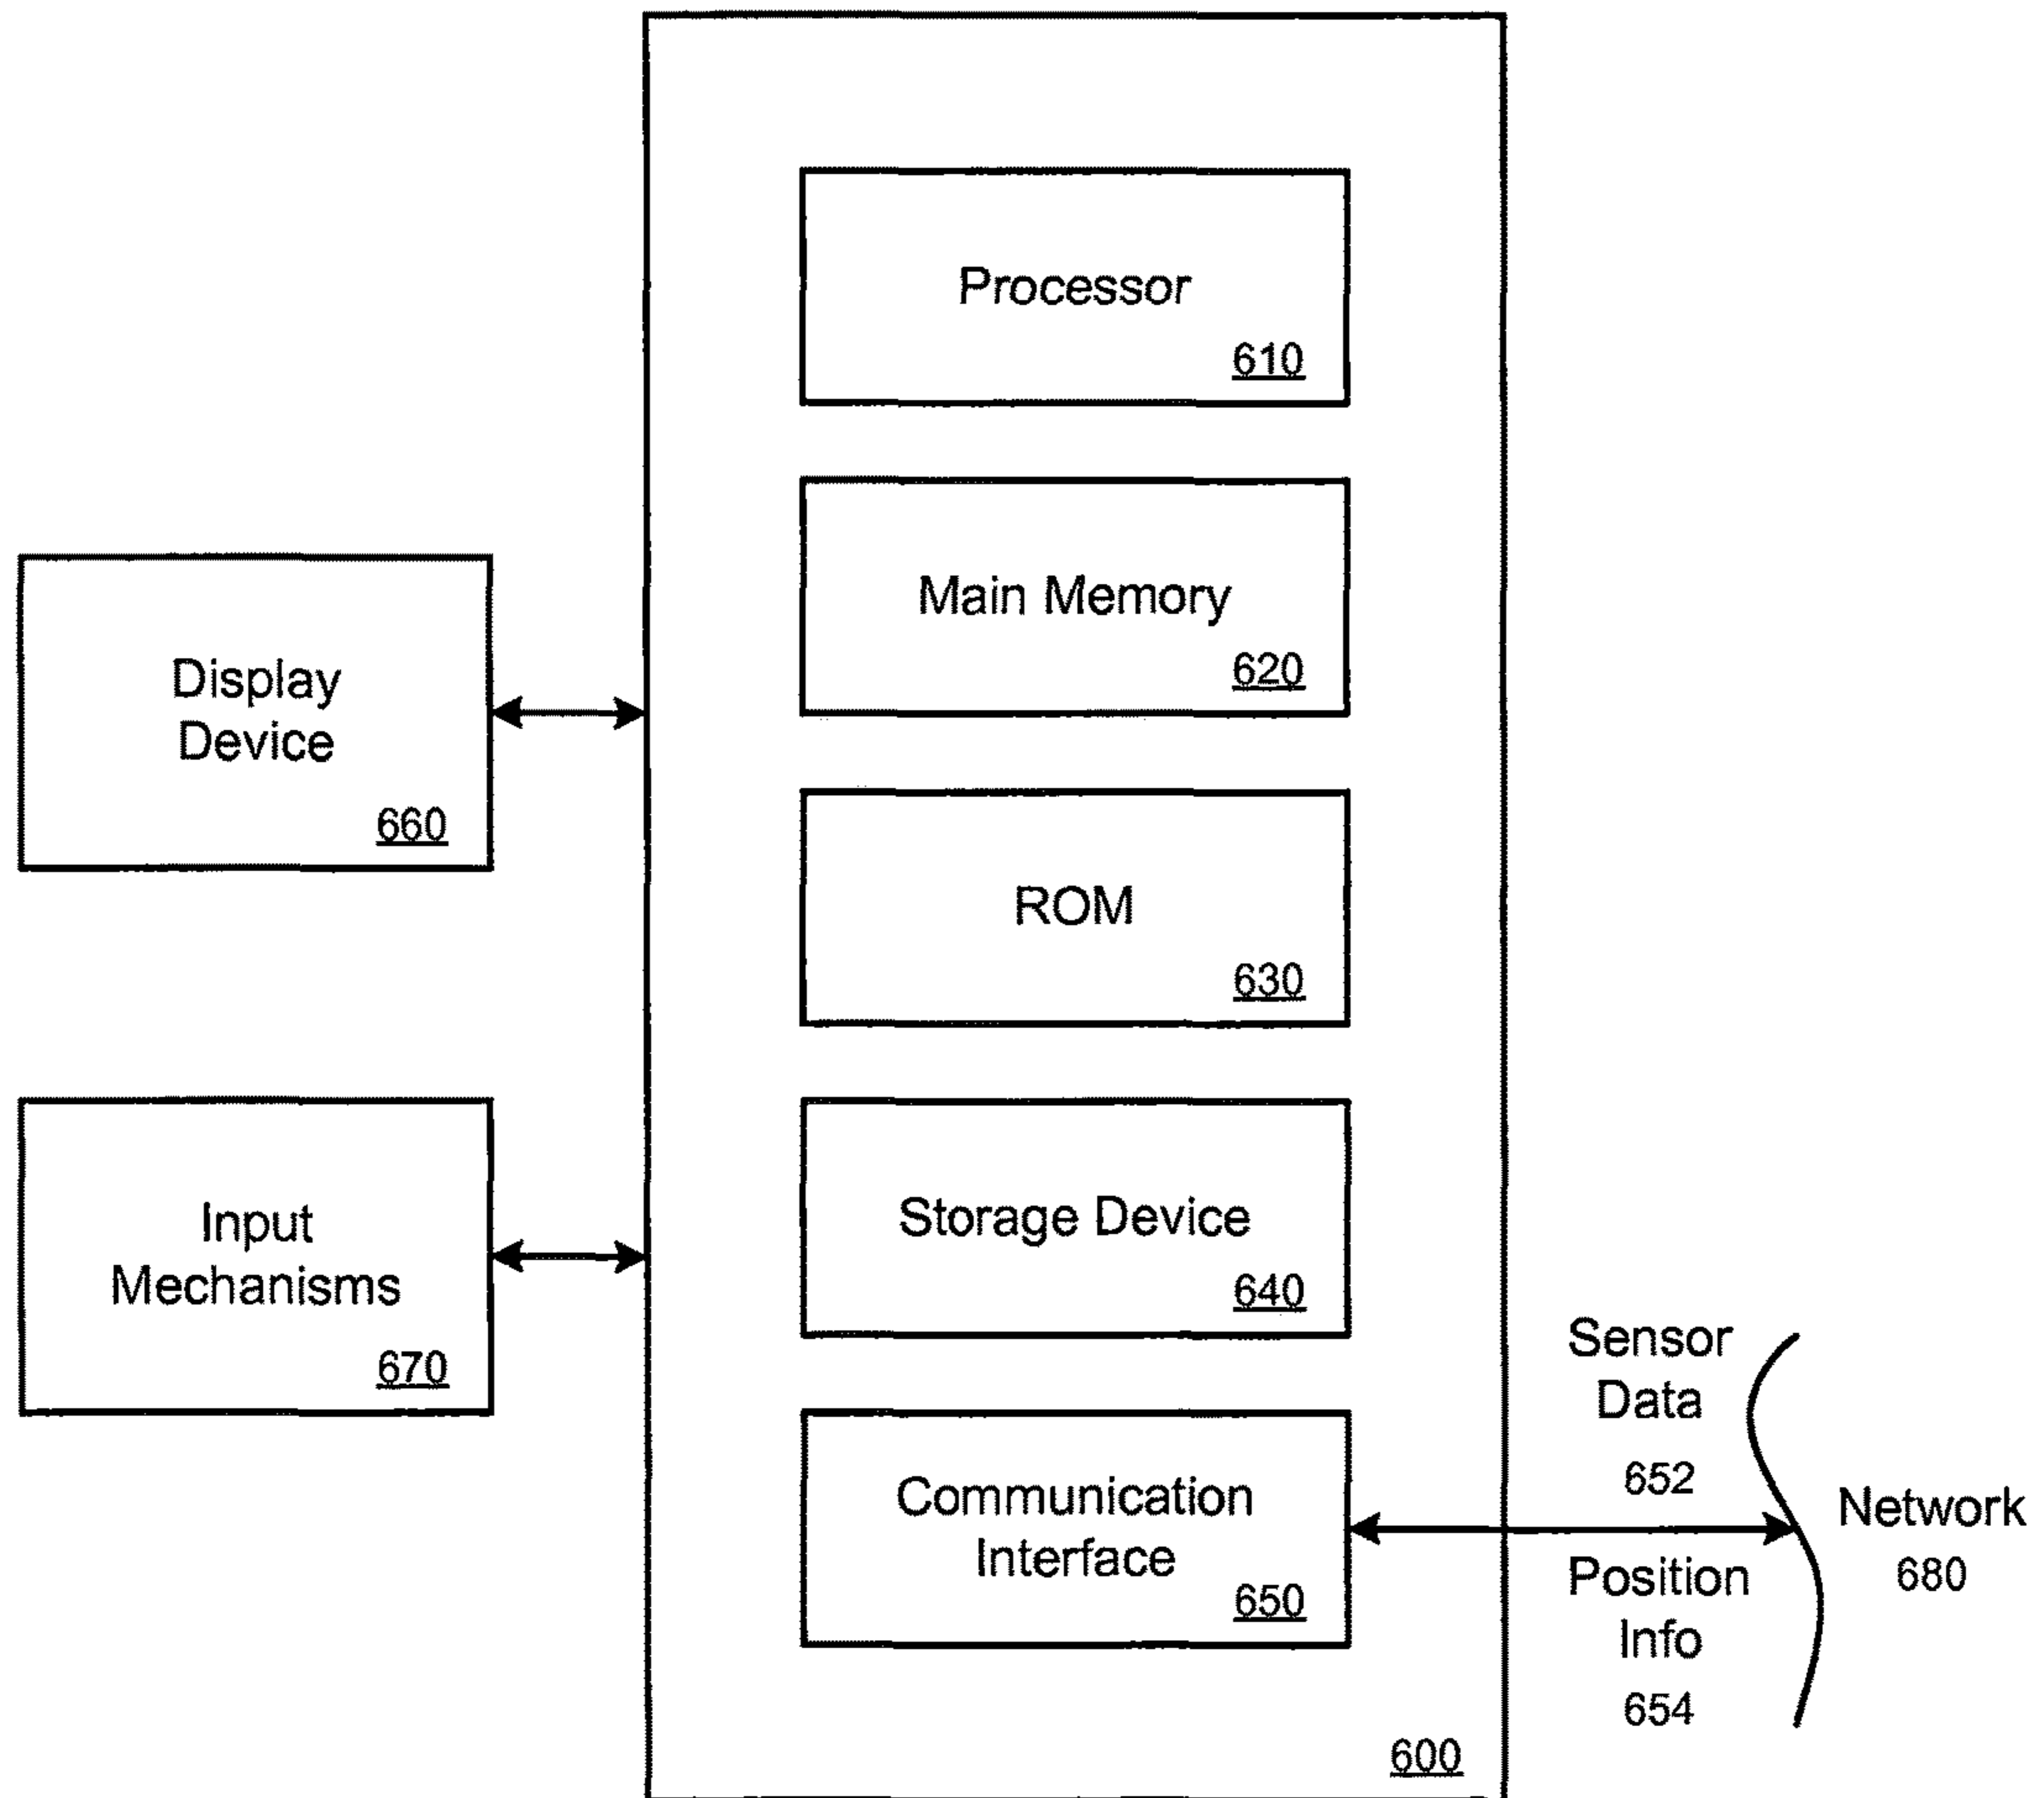 Processor
610
Main Memory
620
Display
Device
660
ROM
630
Input
Mechanisms
670
Storage Device
640
Communication
Interface
650
Sensor
Data
652
Position
Info
654
Network
680
600